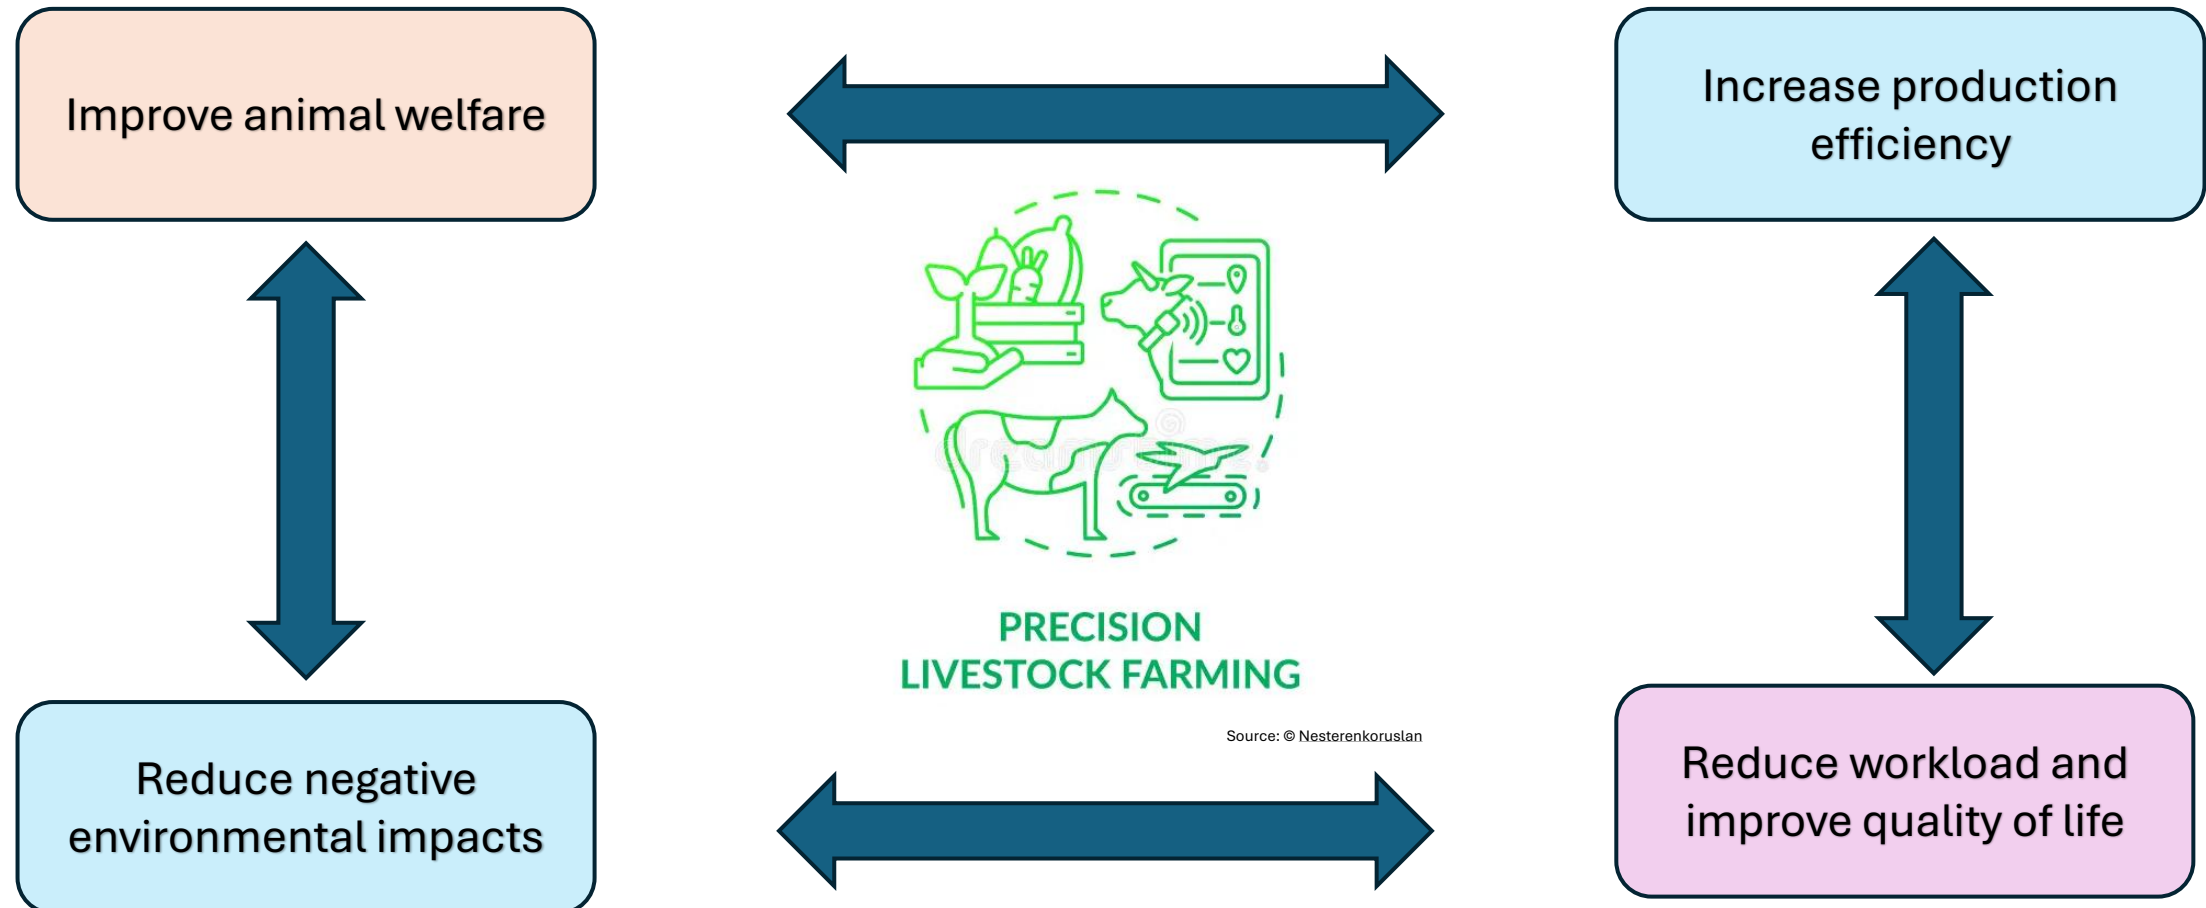 Improve animal welfare
Increase production
efficiency
PRECISION
LIVESTOCK FARMING
Source: © Nesterenkoruslan
Reduce negative
environmental impacts
Reduce workload and
improve quality of life